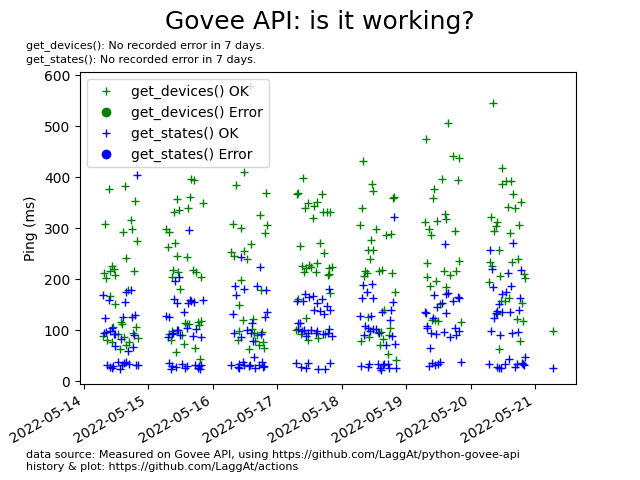 Govee API: is it working?
get_devices(): No recorded error in 7 days.
get_states(): No recorded error in 7 days.
600
500
400
300
200
100
0
Ping (ms)
get_devices() OK
get_devices() Error
get_states() OK
get_states() Error
2022-05-14
2022-05-15
2022-05-16
2022-05-17
2022-05-18
2022-05-19
2022-05-20
2022-05-21
data source: Measured on Govee API, using https://github.com/LaggAt/python-govee-api
history & plot: https://github.com/LaggAt/actions